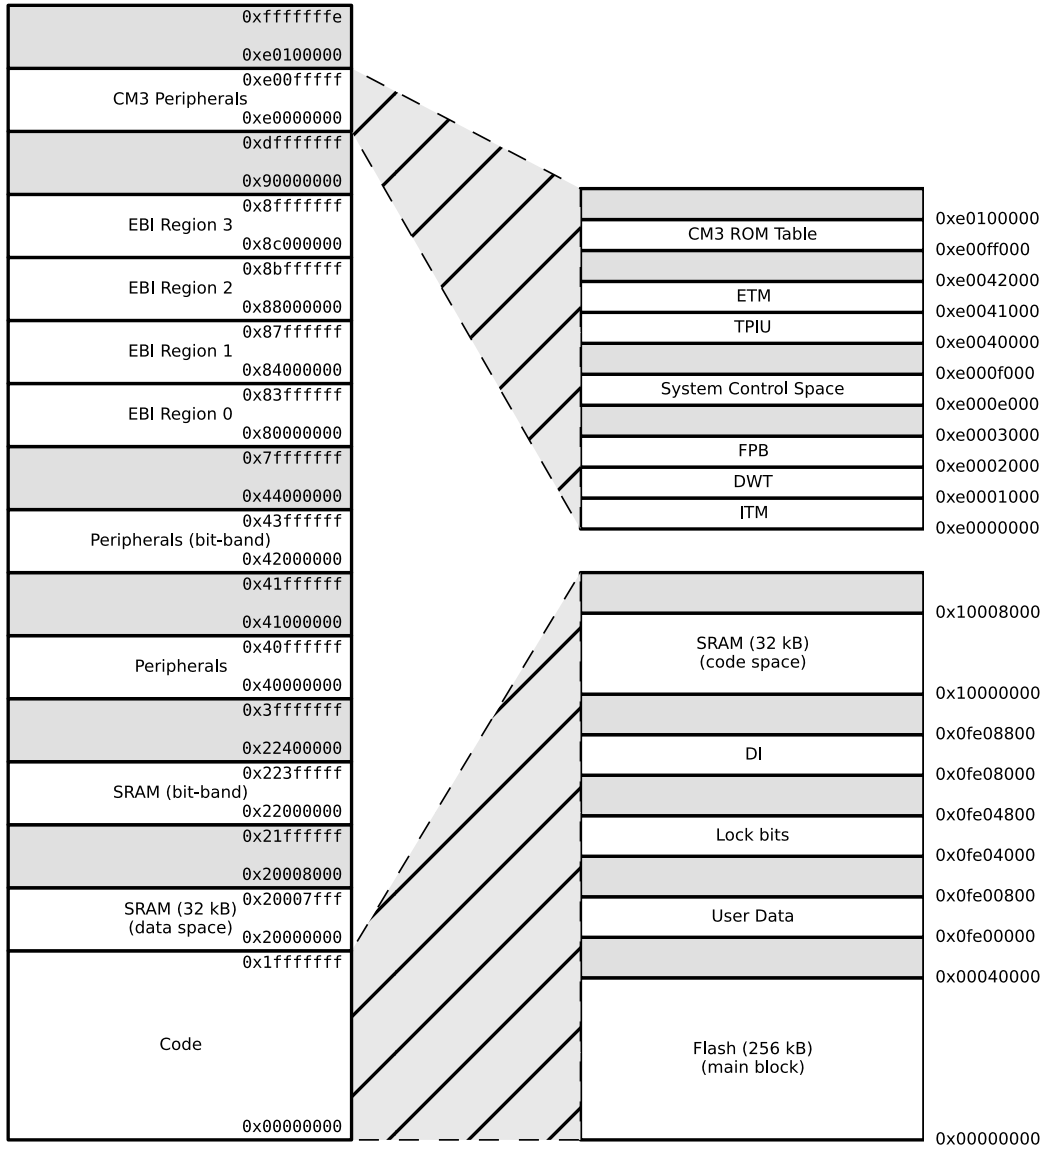 0xfffffffe
0xe0100000
0xe00fffff
CM3 Peripherals
0xe0000000
0xdfffffff
0x90000000
0x8fffffff
EBI Region 3
0x8c000000
0x8bffffff
EBI Region 2
0x88000000
0x87ffffff
EBI Region 1
0x84000000
0x83ffffff
EBI Region 0
0x80000000
0x7fffffff
0x44000000
0x43ffffff
Peripherals (bit-band)
0x42000000
0x41ffffff
0x41000000
0x40ffffff
Peripherals
0x40000000
0x3fffffff
0x22400000
0x223fffff
SRAM (bit-band)
0x22000000
0x21ffffff
0x20008000
0x20007fff
SRAM (32 kB)
(data space)
0x20000000
0x1fffffff
Code
0x00000000
0xe0100000
CM3 ROM Table
0xe00ff000
0xe0042000
ETM
0xe0041000
TPIU
0xe0040000
0xe000f000
System Control Space
0xe000e000
0xe0003000
FPB
0xe0002000
DWT
0xe0001000
ITM
0xe0000000
0x10008000
SRAM (32 kB)
(code space)
0x10000000
0x0fe08800
DI
0x0fe08000
0x0fe04800
Lock bits
0x0fe04000
0x0fe00800
User Data
0x0fe00000
0x00040000
Flash (256 kB)
(main block)
0x00000000